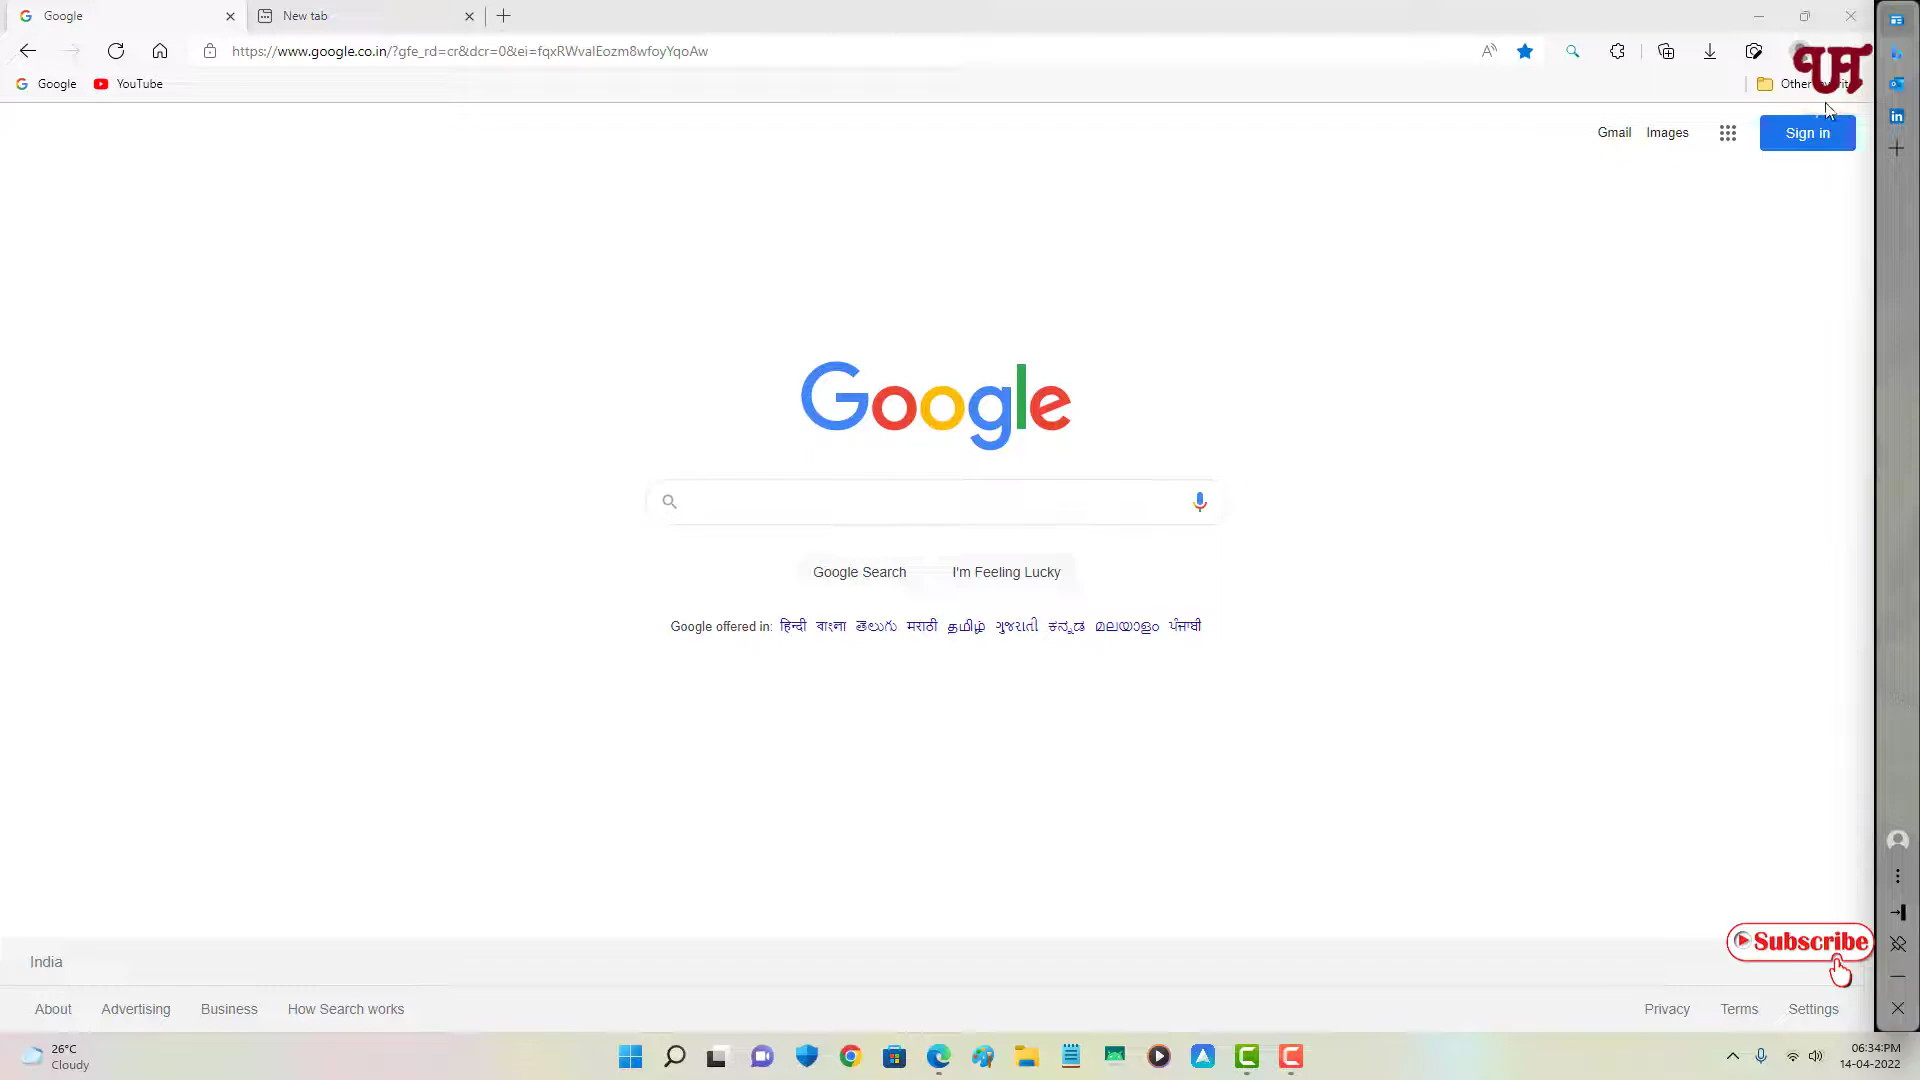 Google
New tab
https://www.google.co.in/?gfe_rd=cr&dcr=0&ei=fqxRWvalEozm8wfoyYqoAw
Google YouTube
Other
Gmail Images Sign in
Google
Google Search I'm Feeling Lucky
Google offered in: हिन्दी বাংলা తెలుగు मराठी தமிழ் ગુજરાતી ಕನ್ನಡ മലയാളം ਪੰਜਾਬੀ
Subscribe
India
About Advertising Business How Search works Privacy Terms Settings
26°C
Cloudy
06:34:PM
14-04-2022